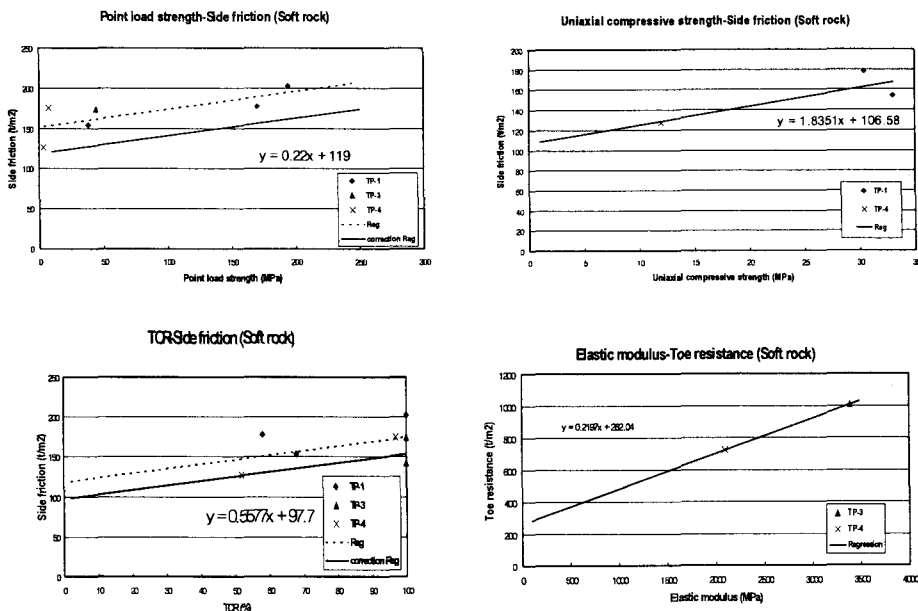 Point load strength-Side friction (Soft rock)
Side friction (t/m2)
250
200
150
100
50
0
0 50 100 150 200 250 300
Point load strength (MPa)
y = 0.22x + 119
TP-1
TP-3
TP-4
Reg
correction Reg
Uniaxial compressive strength-Side friction (Soft rock)
Side friction (t/m2)
200
180
160
140
120
100
80
60
40
20
0
0 5 10 15 20 25 30 35
Uniaxial compressive strength (MPa)
y = 1.8351x + 106.58
TP-1
TP-4
Reg
TCR-Side friction (Soft rock)
Side friction (t/m2)
250
200
150
100
50
0
0 10 20 30 40 50 60 70 80 90 100
TCR (%)
y = 0.5577x + 97.7
TP-1
TP-3
TP-4
Reg
correction Reg
Elastic modulus-Toe resistance (Soft rock)
Toe resistance (t/m2)
1200
1000
800
600
400
200
0
0 500 1000 1500 2000 2500 3000 3500 4000
Elastic modulus (MPa)
y = 0.2197x + 282.04
TP-3
TP-4
Regression